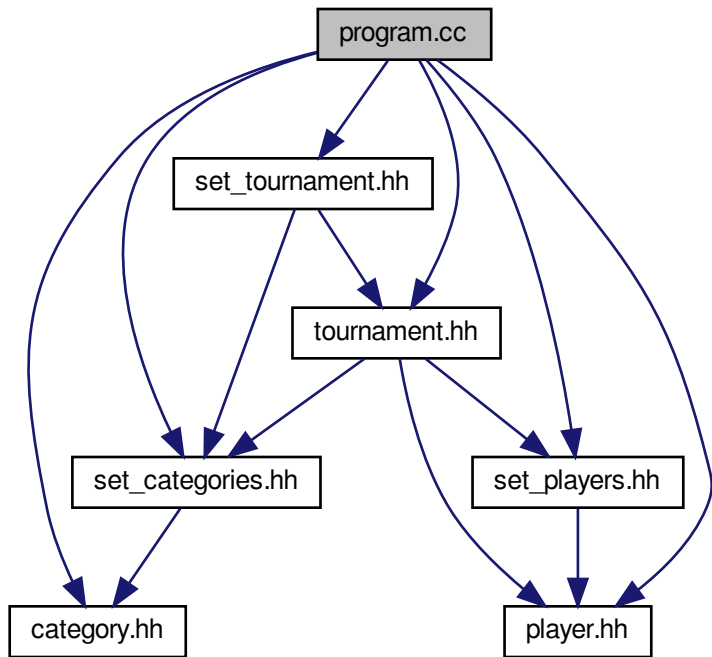 program.cc
set_tournament.hh
tournament.hh
set_categories.hh
set_players.hh
category.hh
player.hh